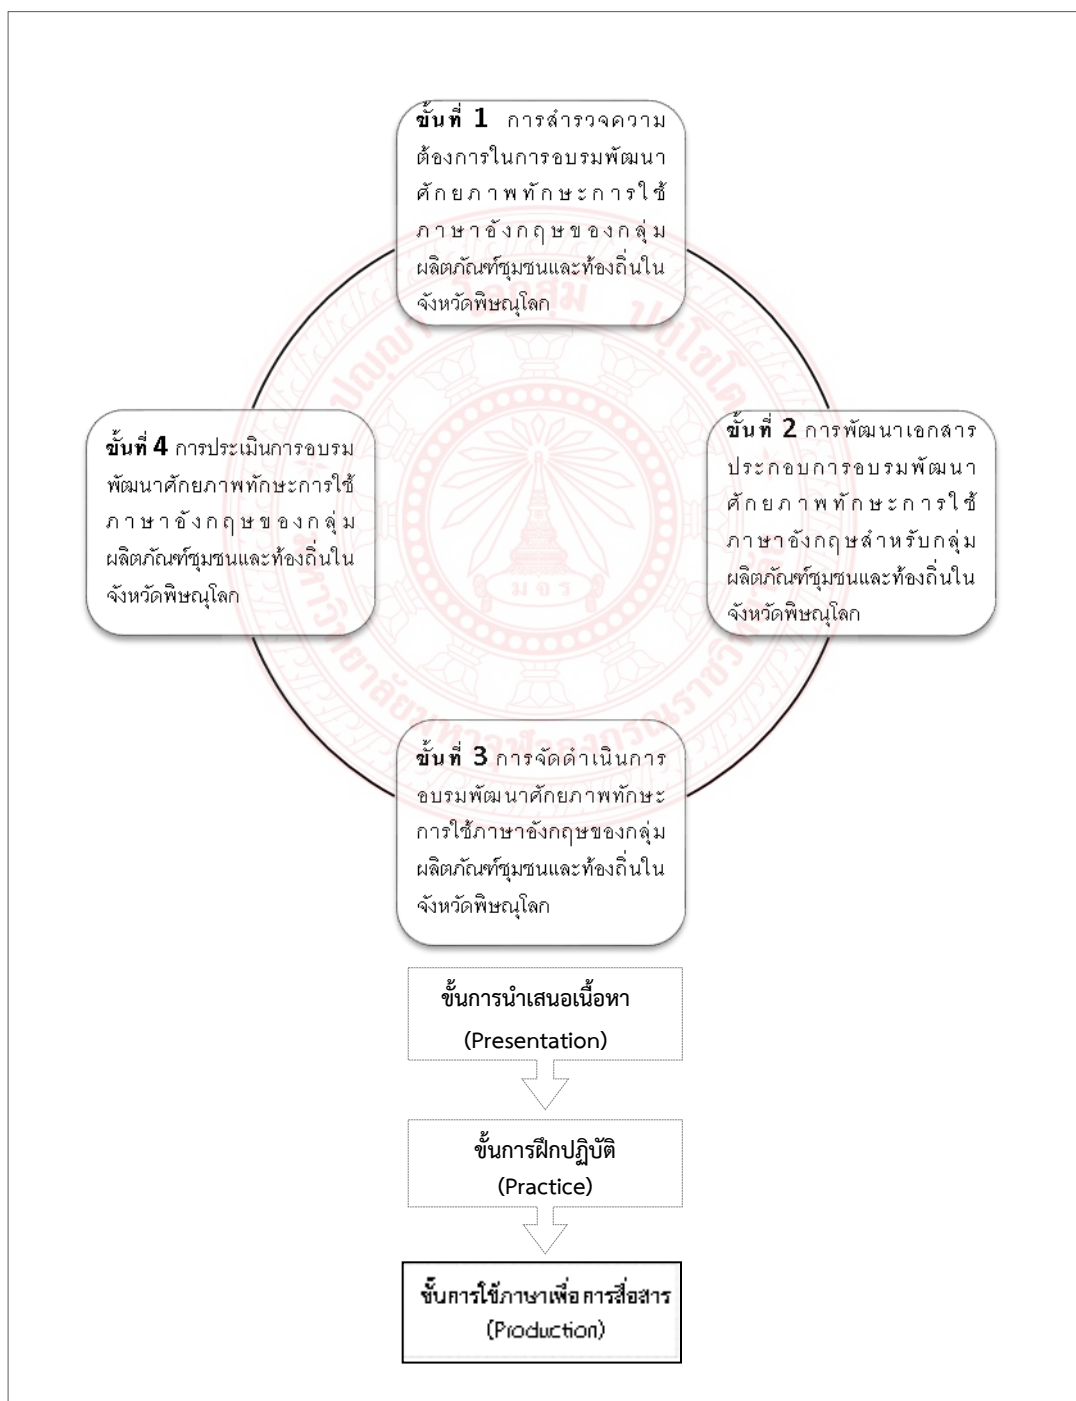 ขั้นที่ 1 การสำรวจความ
ต้องการในการอบรมพัฒนา
ศักยภาพทักษะการใช้
ภาษาอังกฤษของกลุ่ม
ผลิตภัณฑ์ชุมชนและท้องถิ่นใน
จังหวัดพิษณุโลก
ขั้นที่ 2 การพัฒนาเอกสาร
ประกอบการอบรมพัฒนา
ศักยภาพทักษะการใช้
ภาษาอังกฤษสำหรับกลุ่ม
ผลิตภัณฑ์ชุมชนและท้องถิ่นใน
จังหวัดพิษณุโลก
ขั้นที่ 4 การประเมินการอบรม
พัฒนาศักยภาพทักษะการใช้
ภาษาอังกฤษของกลุ่ม
ผลิตภัณฑ์ชุมชนและท้องถิ่นใน
จังหวัดพิษณุโลก
ขั้นที่ 3 การจัดดำเนินการ
อบรมพัฒนาศักยภาพทักษะ
การใช้ภาษาอังกฤษของกลุ่ม
ผลิตภัณฑ์ชุมชนและท้องถิ่นใน
จังหวัดพิษณุโลก
ขั้นการนำเสนอเนื้อหา
(Presentation)
ขั้นการฝึกปฏิบัติ
(Practice)
ขั้นการใช้ภาษาเพื่อการสื่อสาร
(Production)
มจร